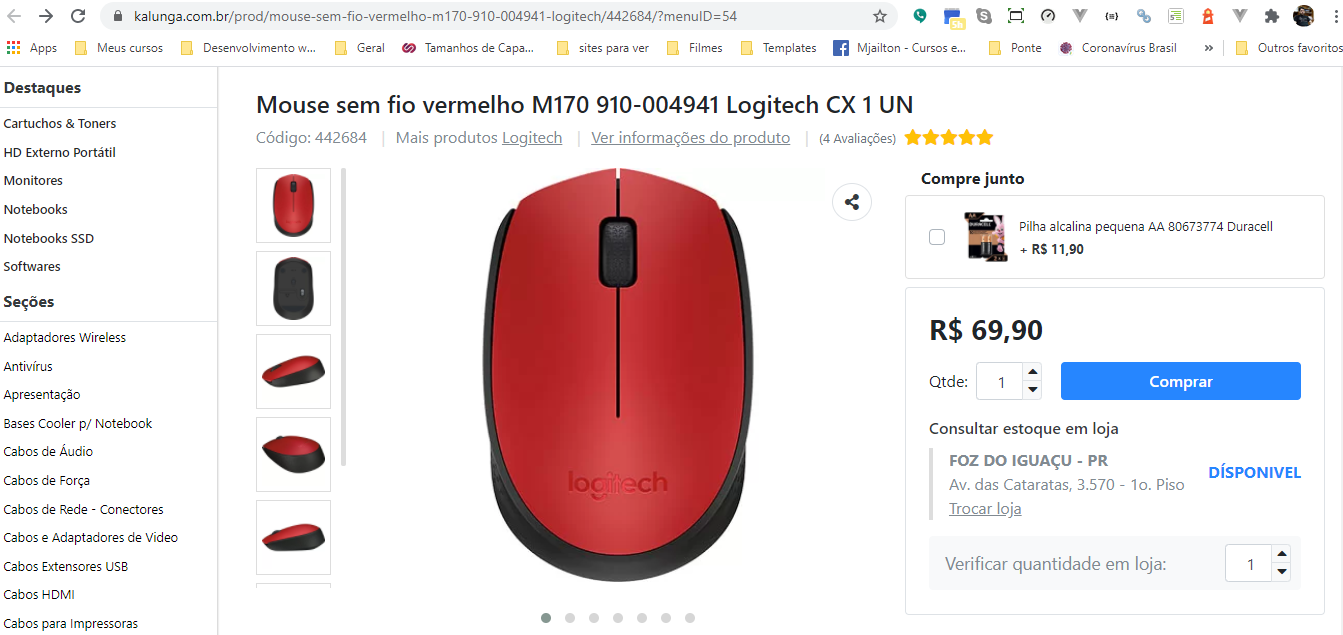 kalunga.com.br/prod/mouse-sem-fio-vermelho-m170-910-004941-logitech/442684/?menuID=54
5h
Apps
Meus cursos
Desenvolvimento w...
Geral
Tamanhos de Capa...
sites para ver
Filmes
Templates
Mjailton - Cursos e...
Ponte
Coronavírus Brasil
»
Outros favoritos
Destaques
Cartuchos & Toners
HD Externo Portátil
Monitores
Notebooks
Notebooks SSD
Softwares
Seções
Adaptadores Wireless
Antivírus
Apresentação
Bases Cooler p/ Notebook
Cabos de Áudio
Cabos de Força
Cabos de Rede - Conectores
Cabos e Adaptadores de Video
Cabos Extensores USB
Cabos HDMI
Cabos para Impressoras
Mouse sem fio vermelho M170 910-004941 Logitech CX 1 UN
Código: 442684 | Mais produtos Logitech | Ver informações do produto | (4 Avaliações)
logitech
Compre junto
DURACELL
Pilha alcalina pequena AA 80673774 Duracell
+ R$ 11,90
R$ 69,90
Qtde: 1 Comprar
Consultar estoque em loja
FOZ DO IGUAÇU - PR
Av. das Cataratas, 3.570 - 1o. Piso
Trocar loja
DÍSPONIVEL
Verificar quantidade em loja: 1